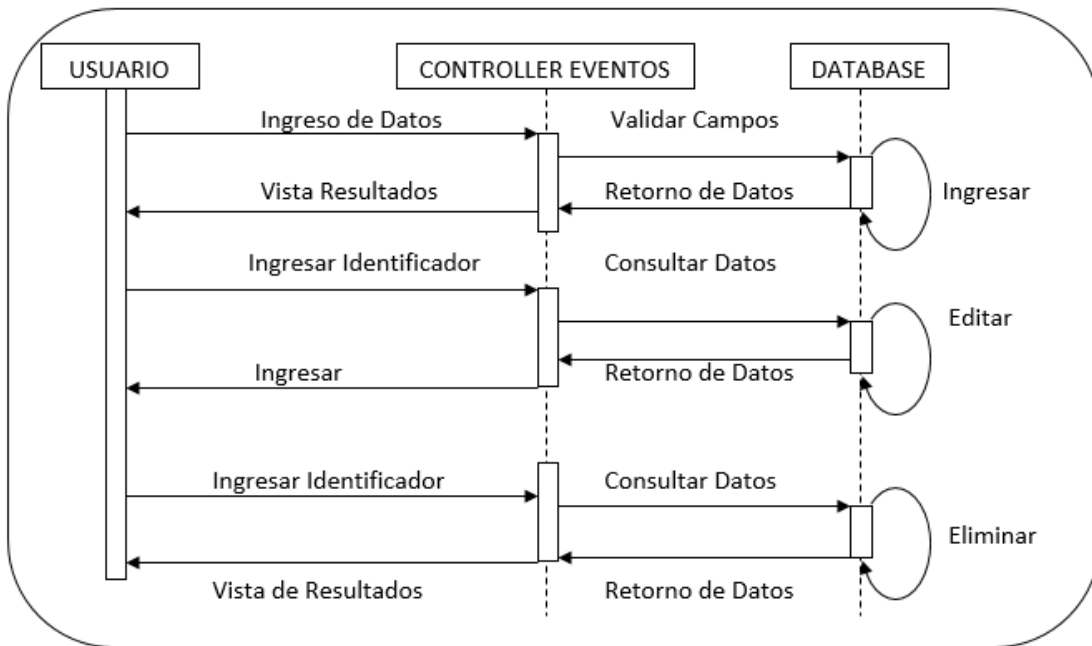 USUARIO
CONTROLLER EVENTOS
DATABASE
Ingreso de Datos
Validar Campos
Vista Resultados
Retorno de Datos
Ingresar
Ingresar Identificador
Consultar Datos
Editar
Ingresar
Retorno de Datos
Ingresar Identificador
Consultar Datos
Eliminar
Vista de Resultados
Retorno de Datos